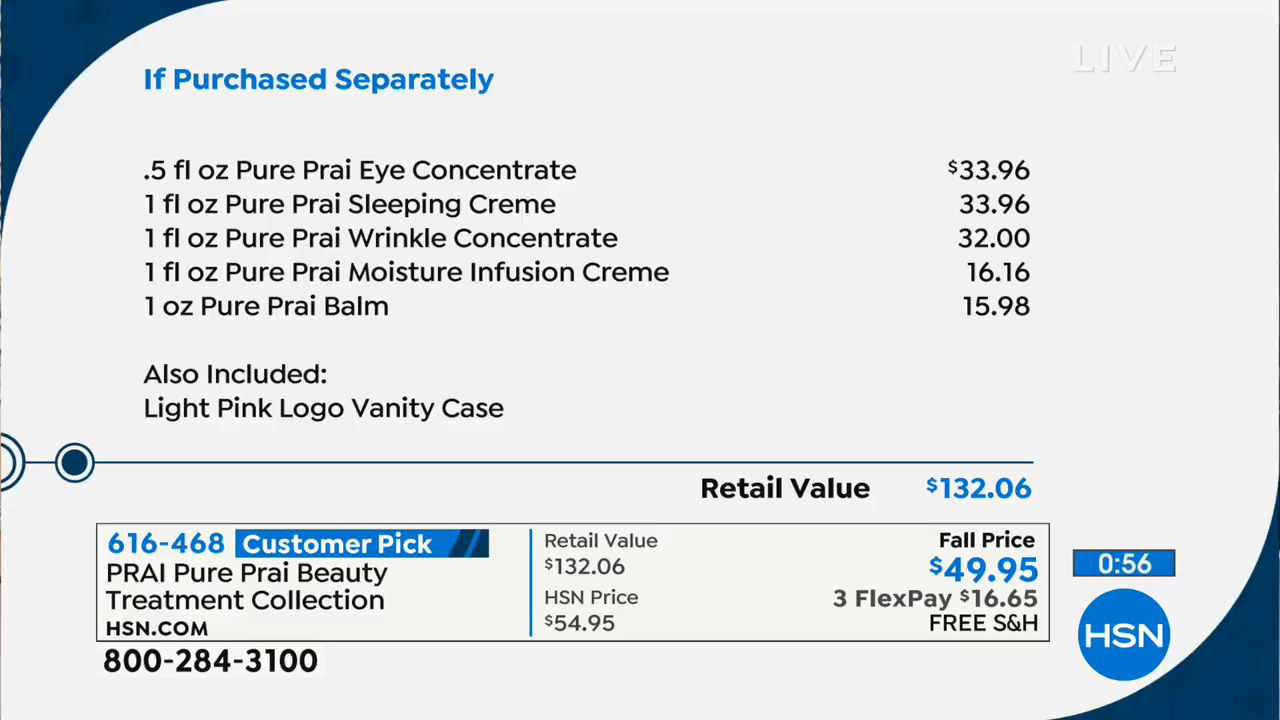 LIVE
If Purchased Separately
.5 fl oz Pure Prai Eye Concentrate $33.96
1 fl oz Pure Prai Sleeping Creme 33.96
1 fl oz Pure Prai Wrinkle Concentrate 32.00
1 fl oz Pure Prai Moisture Infusion Creme 16.16
1 oz Pure Prai Balm 15.98
Also Included:
Light Pink Logo Vanity Case
Retail Value $132.06
616-468 Customer Pick
PRAI Pure Prai Beauty
Treatment Collection
HSN.COM
Retail Value
$132.06
HSN Price
$54.95
Fall Price
$49.95
3 FlexPay $16.65
FREE S&H
0:56
HSN
800-284-3100